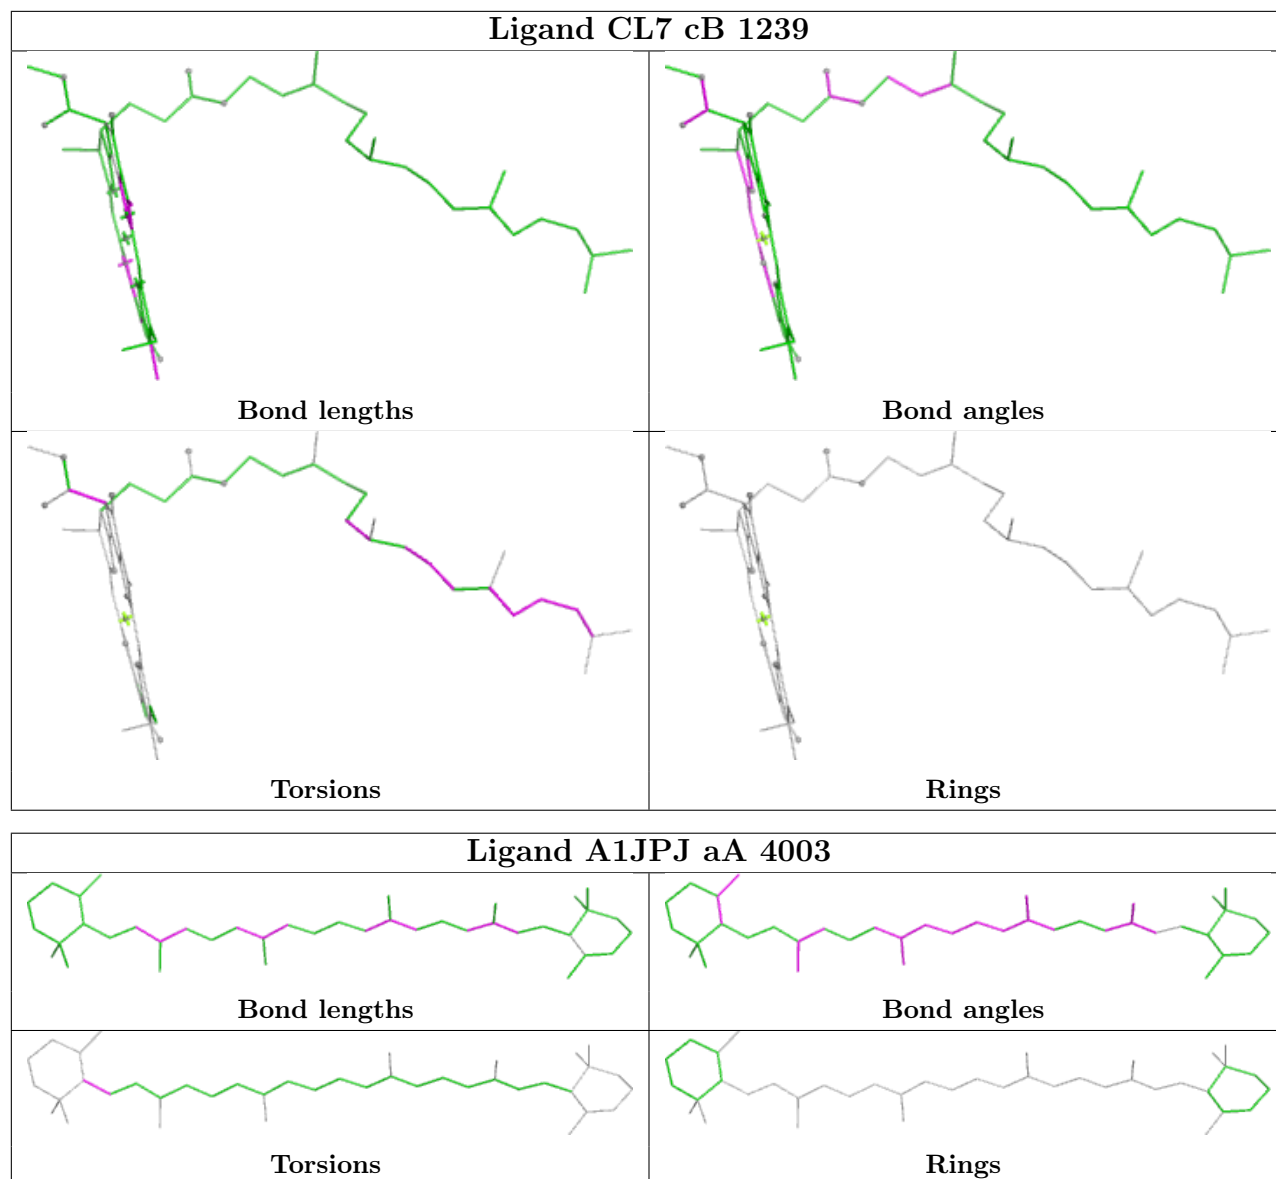 Ligand CL7 cB 1239
Bond lengths
Bond angles
Torsions
Rings
Ligand A1JPJ aA 4003
Bond lengths
Bond angles
Torsions
Rings